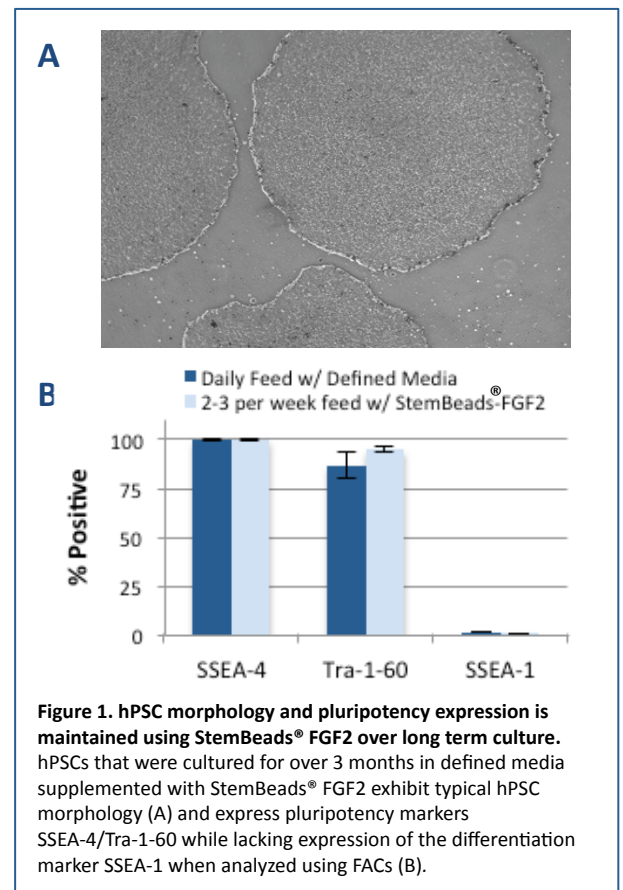 A
B
■ Daily Feed w/ Defined Media
■ 2-3 per week feed w/ StemBeads®-FGF2
% Positive
100
75
50
25
0
SSEA-4 Tra-1-60 SSEA-1
Figure 1. hPSC morphology and pluripotency expression is
maintained using StemBeads® FGF2 over long term culture.
hPSCs that were cultured for over 3 months in defined media
supplemented with StemBeads® FGF2 exhibit typical hPSC
morphology (A) and express pluripotency markers
SSEA-4/Tra-1-60 while lacking expression of the differentiation
marker SSEA-1 when analyzed using FACs (B).